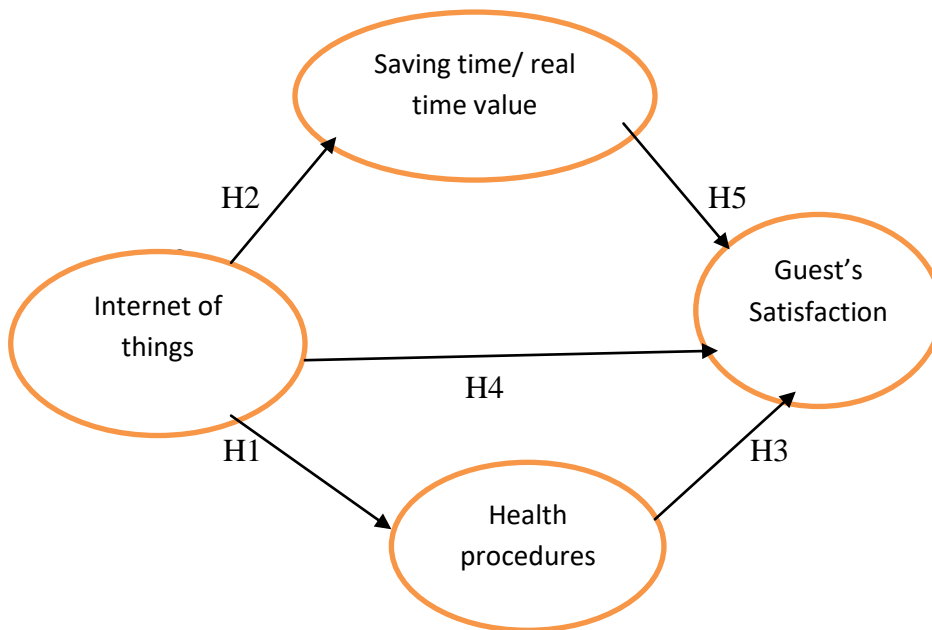 Saving time/ real
time value
H2
H5
Guest’s
Satisfaction
Internet of
things
H4
H1
H3
Health
procedures